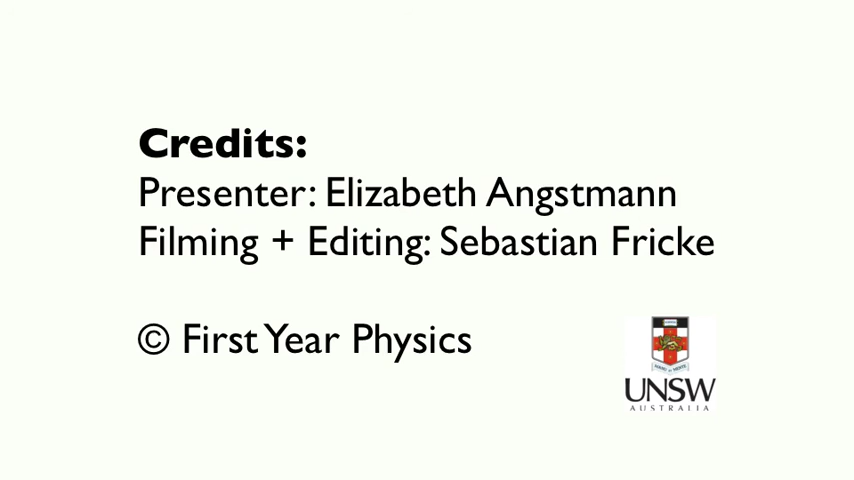 Credits:
Presenter: Elizabeth Angstmann
Filming + Editing: Sebastian Fricke
© First Year Physics
UNSW
AUSTRALIA